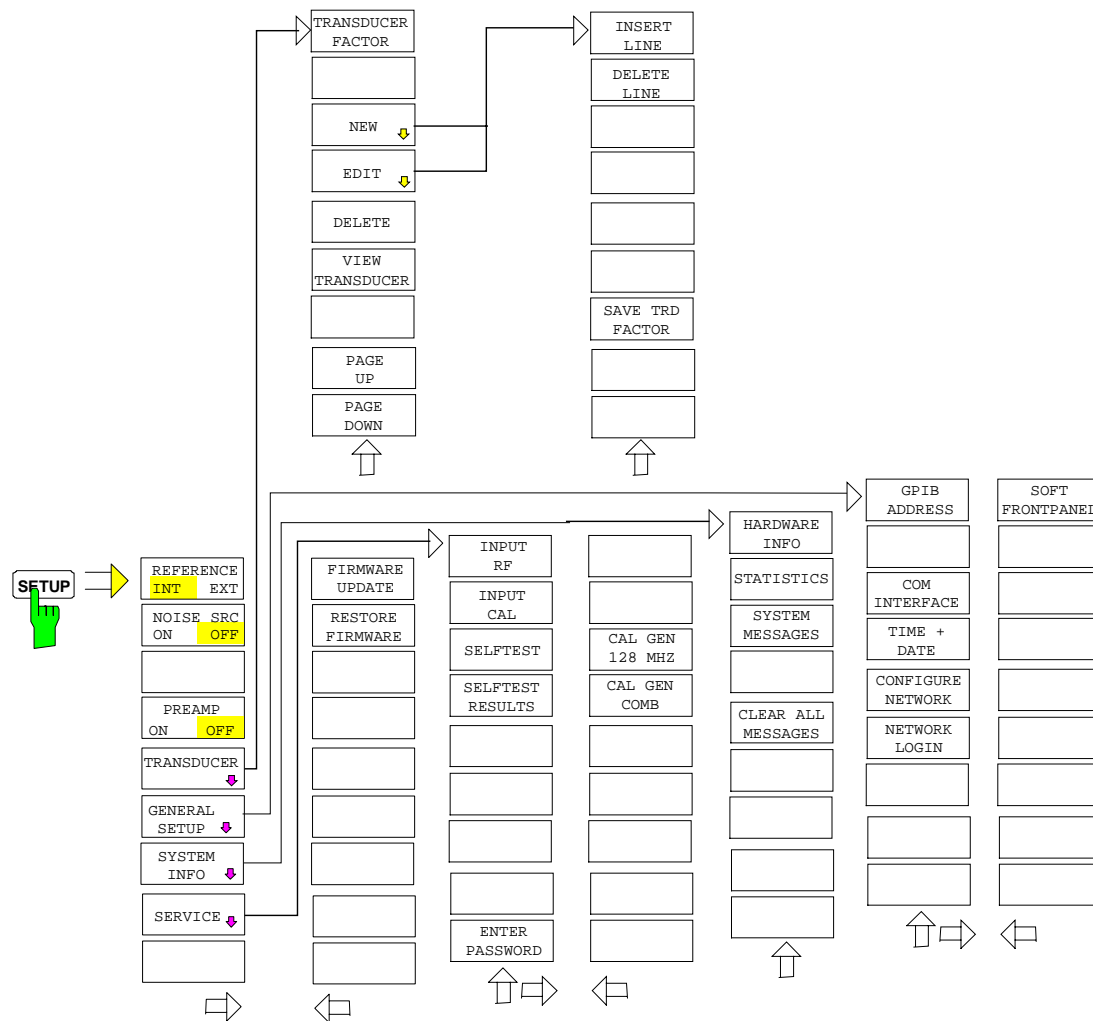 TRANSDUCER
FACTOR
NEW
EDIT
DELETE
VIEW
TRANSDUCER
PAGE
UP
PAGE
DOWN
INSERT
LINE
DELETE
LINE
SAVE TRD
FACTOR
SETUP
REFERENCE
INT EXT
NOISE SRC
ON OFF
PREAMP
ON OFF
TRANSDUCER
GENERAL
SETUP
SYSTEM
INFO
SERVICE
FIRMWARE
UPDATE
RESTORE
FIRMWARE
INPUT
RF
INPUT
CAL
SELFTEST
SELFTEST
RESULTS
ENTER
PASSWORD
CAL GEN
128 MHZ
CAL GEN
COMB
HARDWARE
INFO
STATISTICS
SYSTEM
MESSAGES
CLEAR ALL
MESSAGES
GPIB
ADDRESS
COM
INTERFACE
TIME +
DATE
CONFIGURE
NETWORK
NETWORK
LOGIN
SOFT
FRONTPANEL